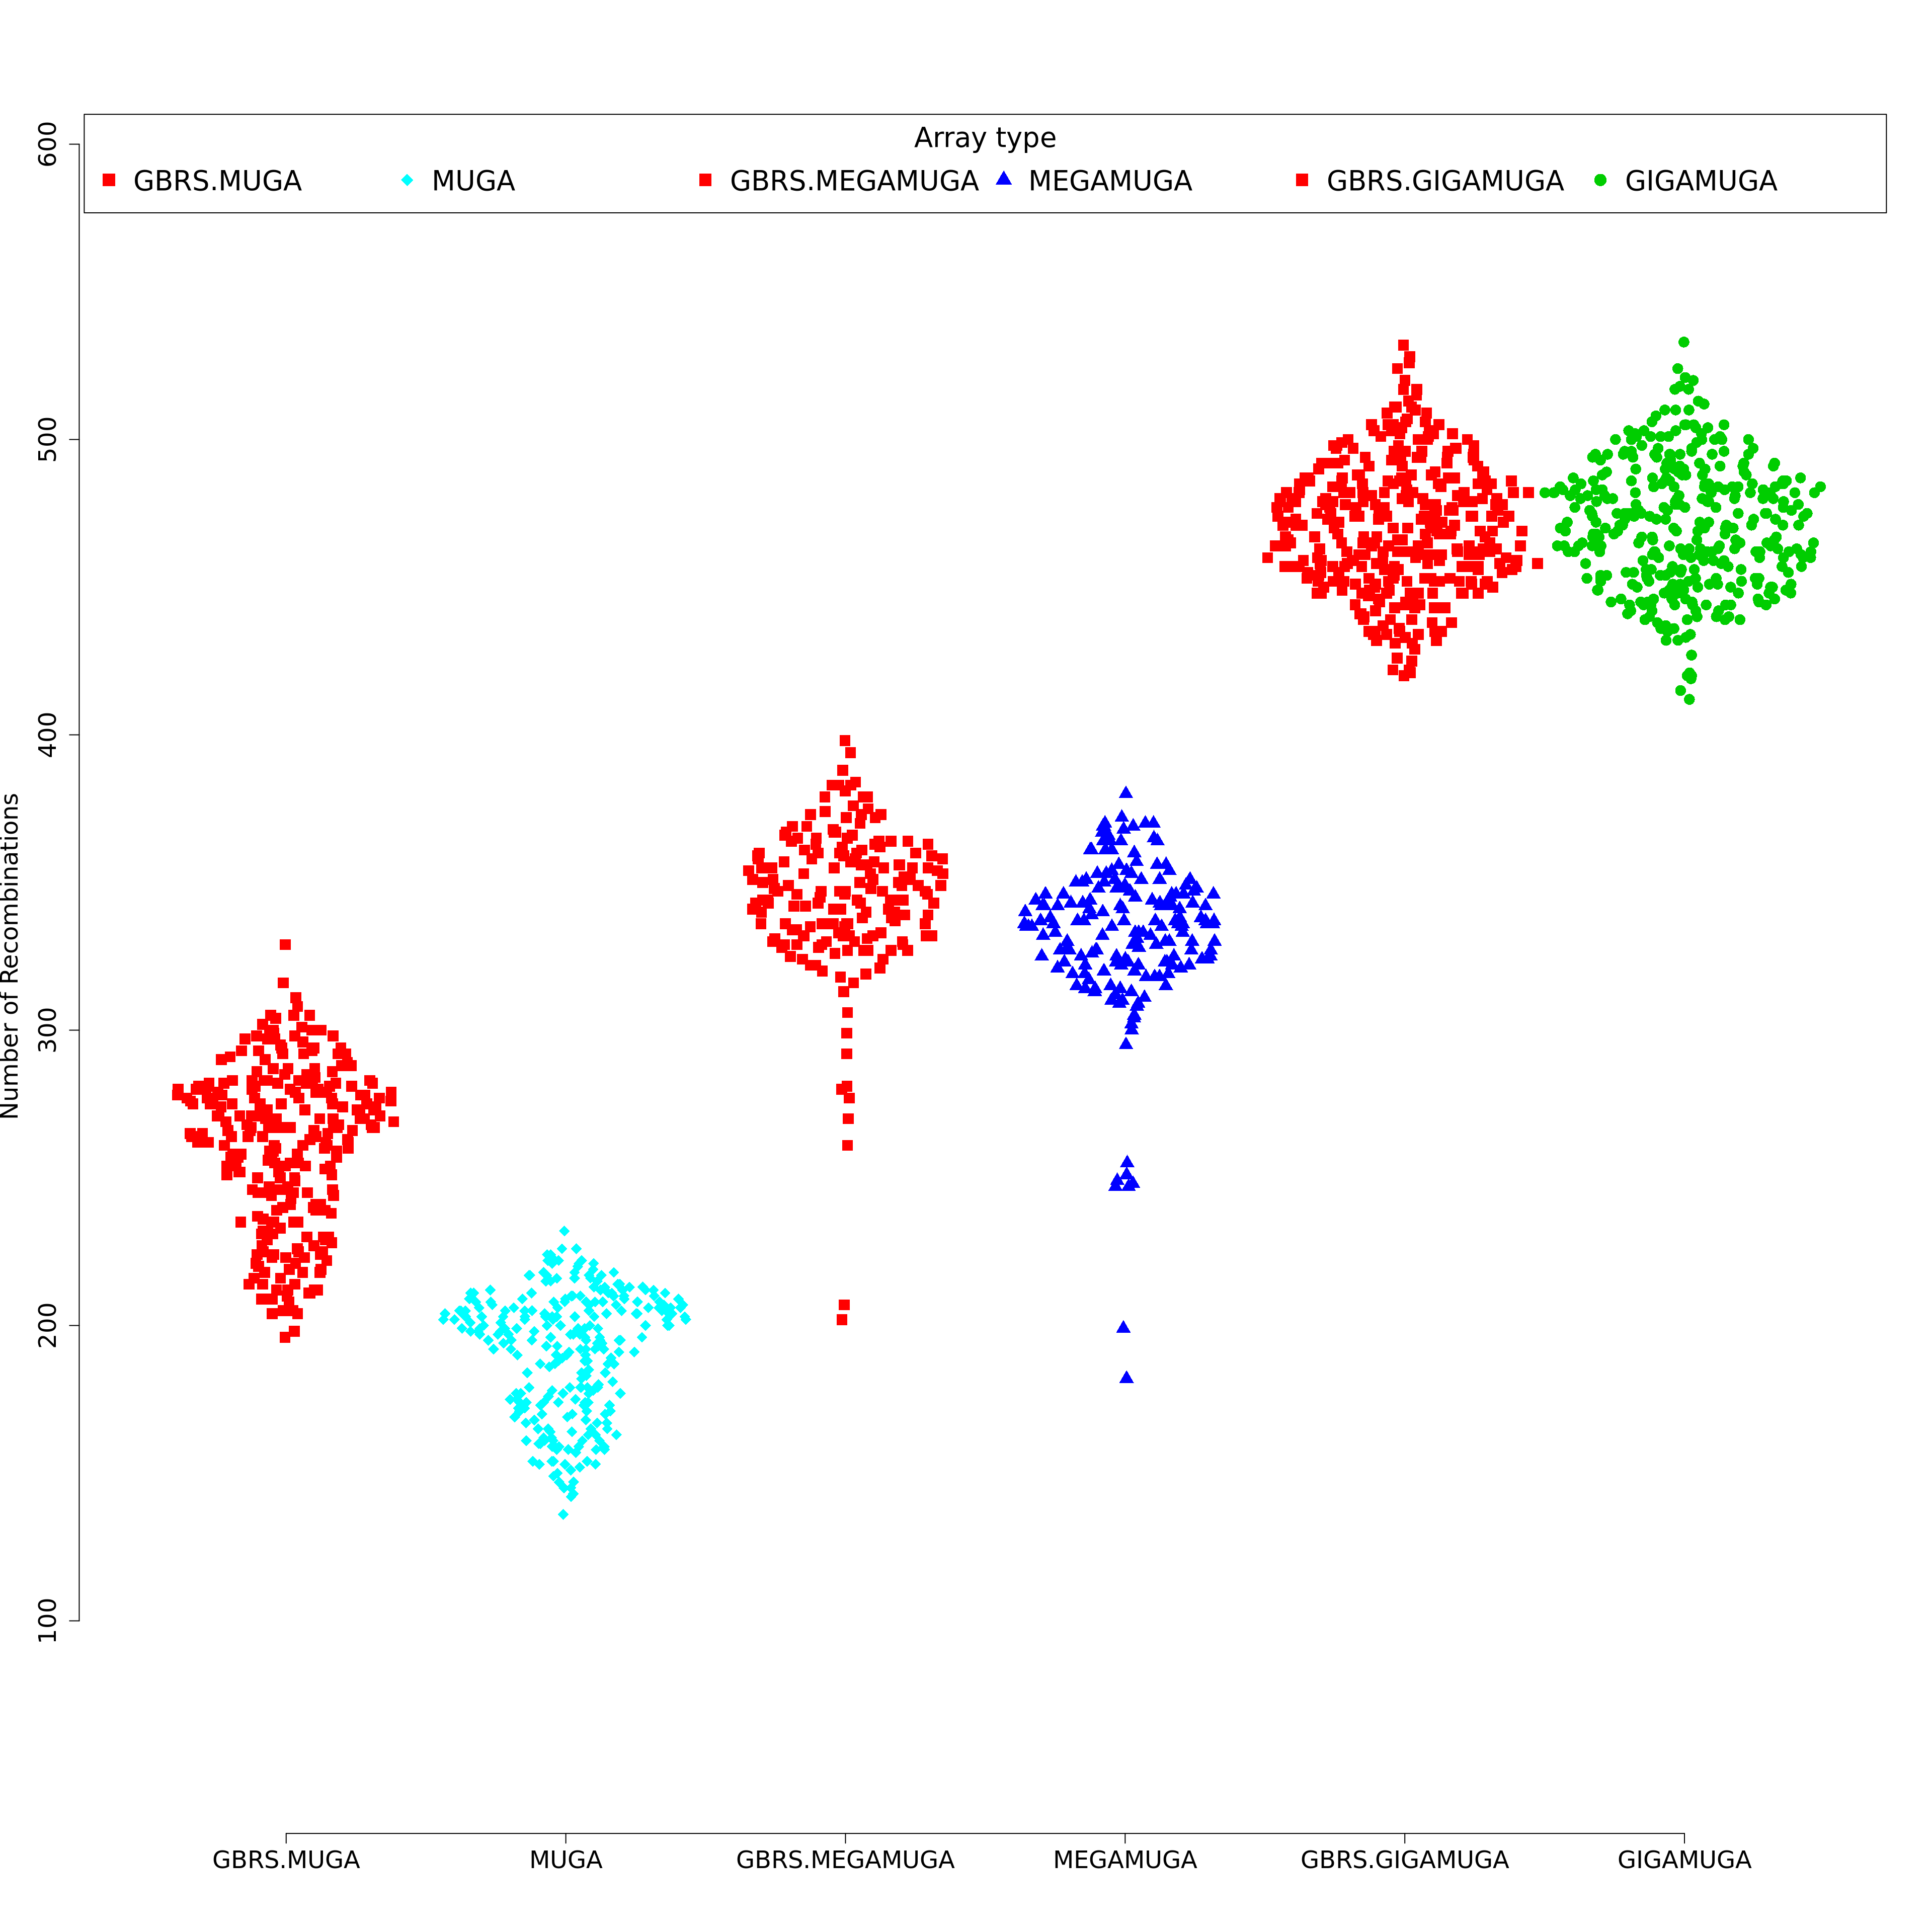 Array type
GBRS.MUGA MUGA GBRS.MEGAMUGA MEGAMUGA GBRS.GIGAMUGA GIGAMUGA
600
500
400
300
200
100
Number of Recombinations
GBRS.MUGA MUGA GBRS.MEGAMUGA MEGAMUGA GBRS.GIGAMUGA GIGAMUGA